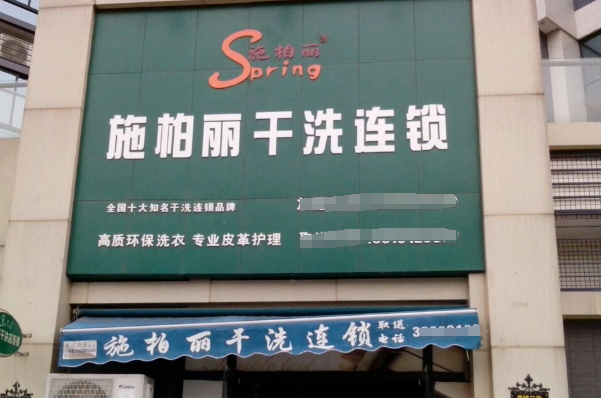 施柏丽®
Spring
施柏丽干洗连锁
全国十大知名干洗连锁品牌
高质环保洗衣 专业皮革护理
施柏丽干洗连锁 取送电话